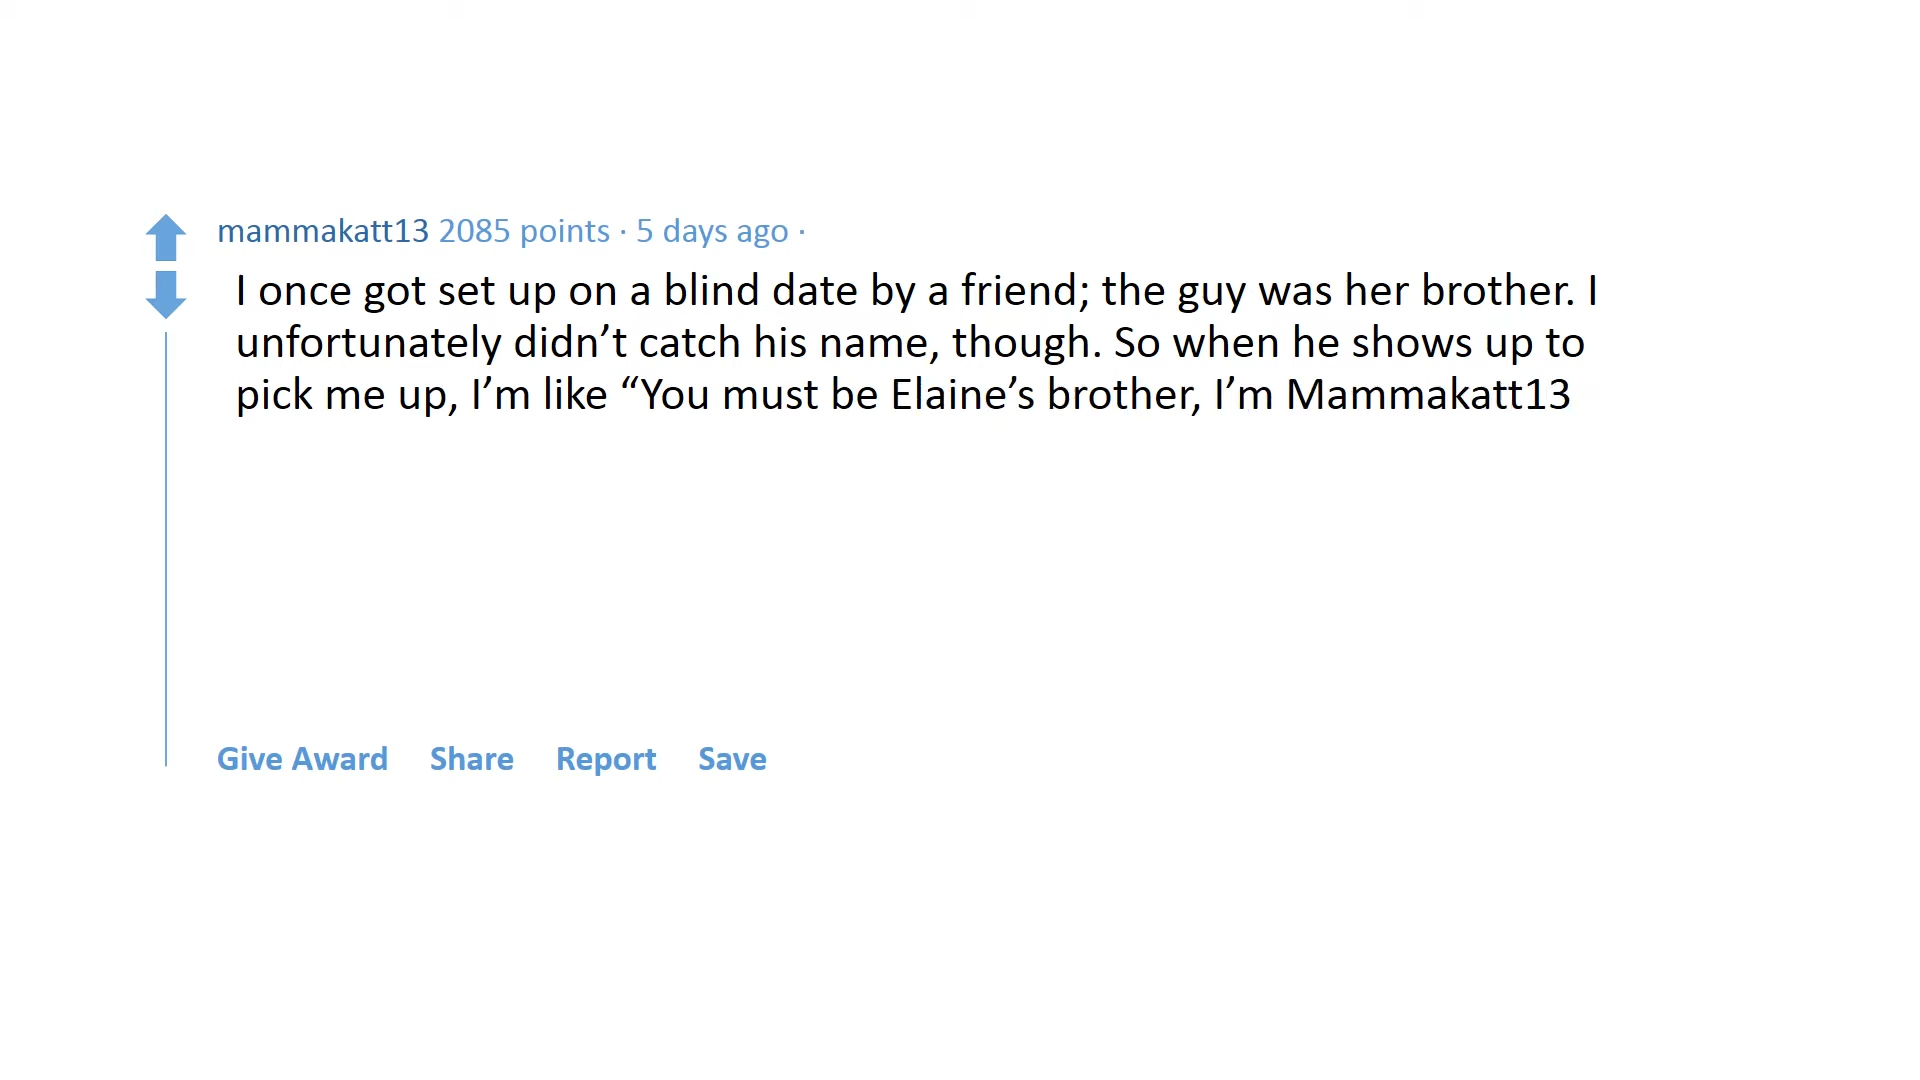 mammakatt13 2085 points · 5 days ago ·
I once got set up on a blind date by a friend; the guy was her brother. I
unfortunately didn’t catch his name, though. So when he shows up to
pick me up, I’m like “You must be Elaine’s brother, I’m Mammakatt13
Give Award Share Report Save